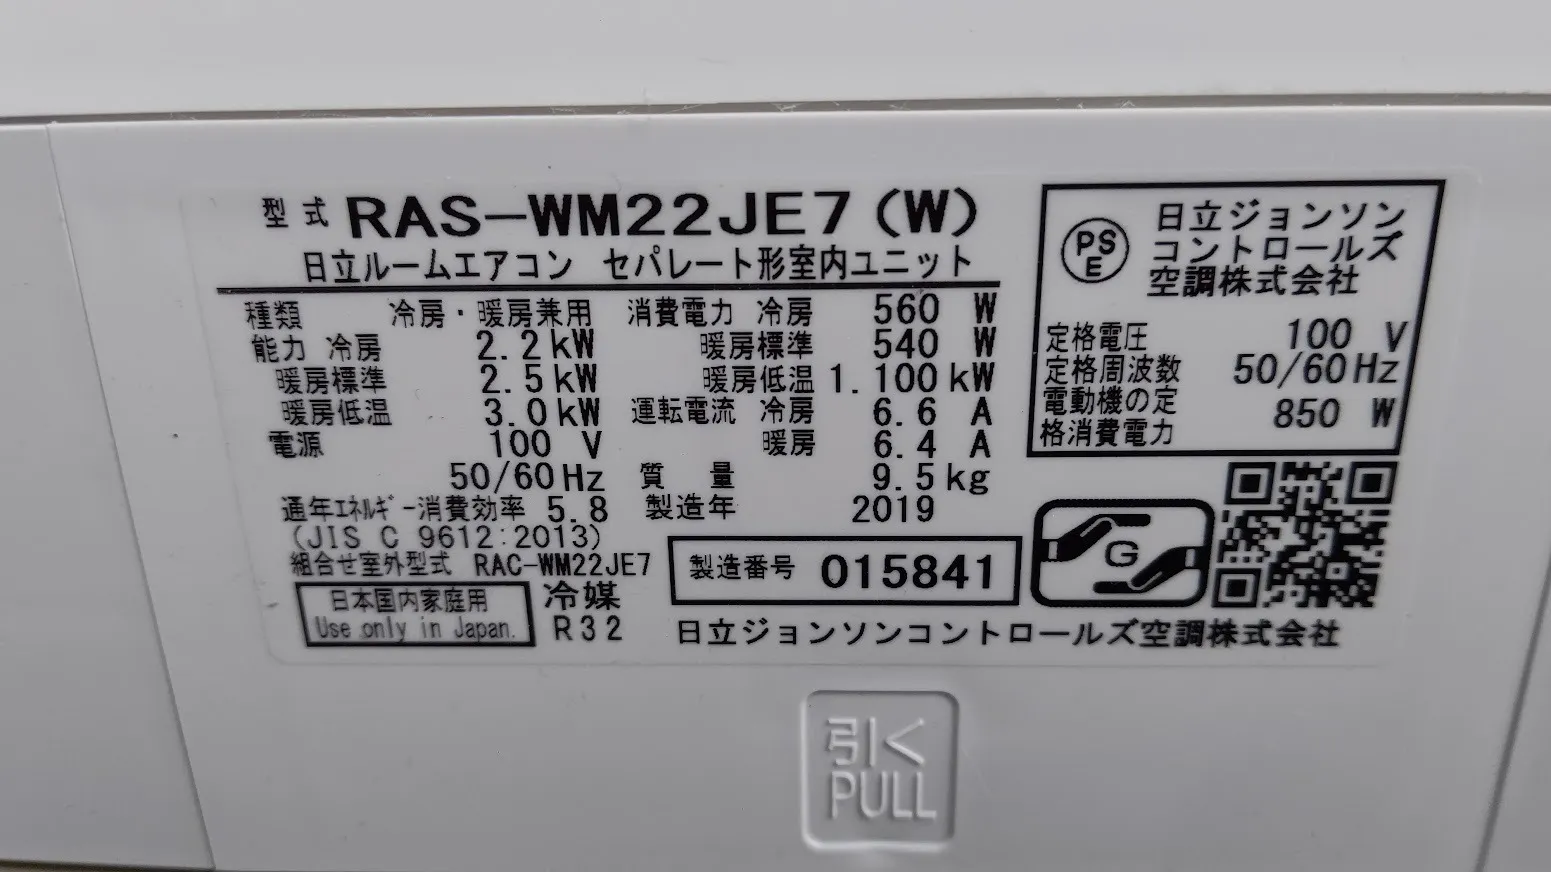 型式 RAS-WM22JE7(W)
日立ルームエアコン セパレート形室内ユニット
種類 冷房・暖房兼用
能力 冷房 2.2kW
暖房標準 2.5kW
暖房低温 3.0kW
電源 100 V
50/60Hz
通年エネルギー消費効率 5.8
(JIS C 9612:2013)
組合せ室外型式 RAC-WM22JE7
日本国内家庭用
Use only in Japan.
冷媒
R32
消費電力 冷房 560 W
暖房標準 540 W
暖房低温 1.100kW
運転電流 冷房 6.6 A
暖房 6.4 A
質量 9.5kg
製造年 2019
製造番号 015841
日立ジョンソンコントロールズ空調株式会社
PS
E
日立ジョンソン
コントロールズ
空調株式会社
定格電圧 100 V
定格周波数 50/60Hz
電動機の定
格消費電力 850 W
G
引く
PULL